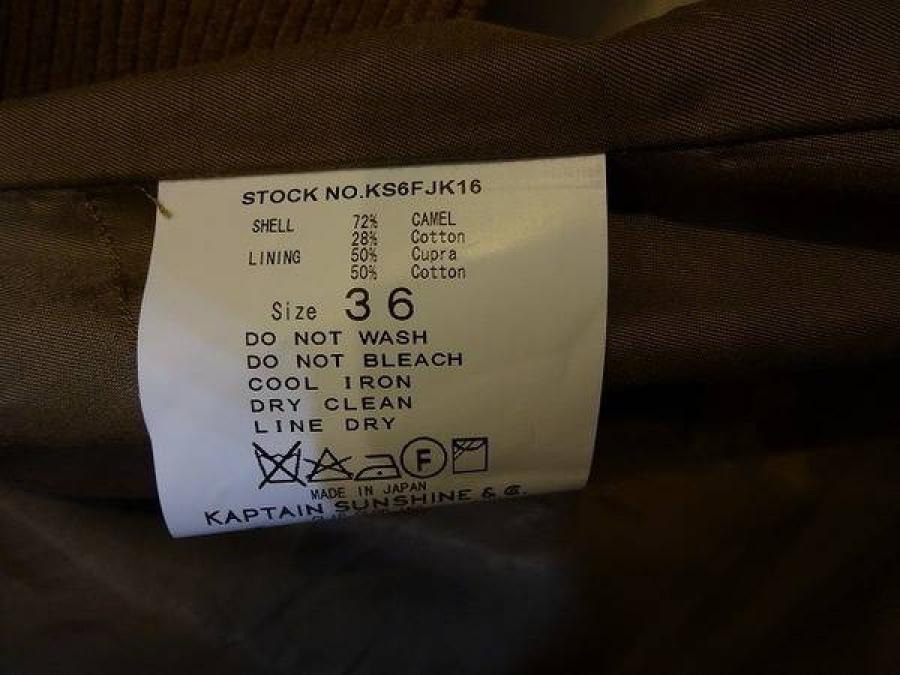 STOCK NO.KS6FJK16
SHELL 72% CAMEL
28% Cotton
LINING 50% Cupra
50% Cotton
Size 36
DO NOT WASH
DO NOT BLEACH
COOL IRON
DRY CLEAN
LINE DRY
F
MADE IN JAPAN
KAPTAIN SUNSHINE & Co.